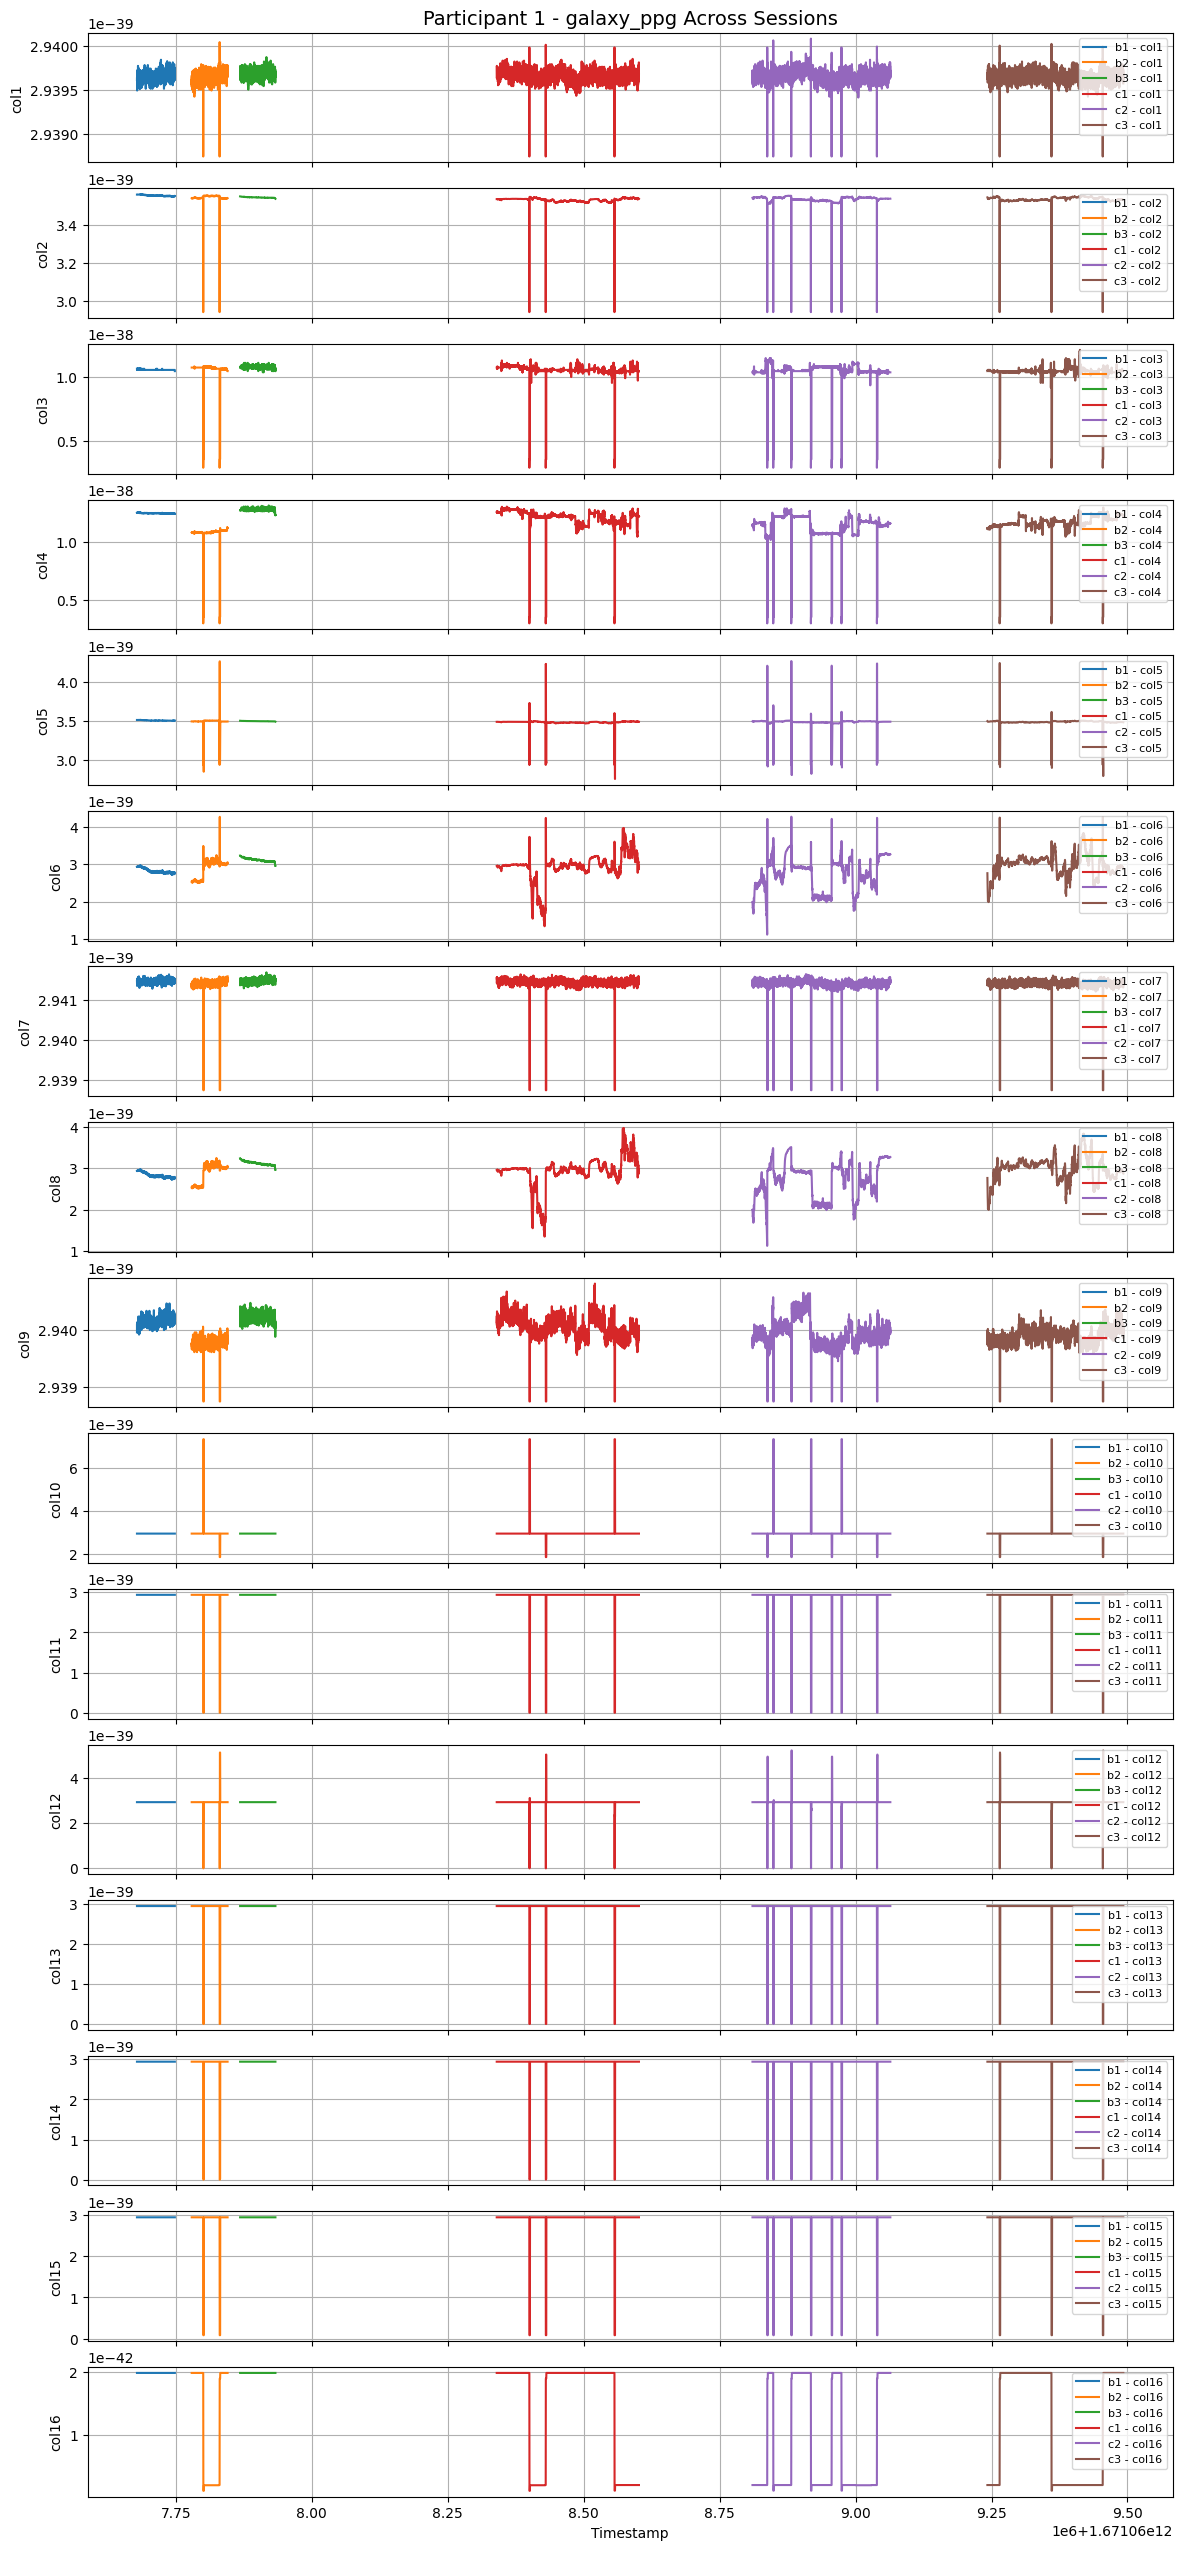 Participant 1 - galaxy_ppg Across Sessions
1e−39
2.9400
2.9395
2.9390
col1
b1 - col1
b2 - col1
b3 - col1
c1 - col1
c2 - col1
c3 - col1
1e−39
3.4
3.2
3.0
col2
b1 - col2
b2 - col2
b3 - col2
c1 - col2
c2 - col2
c3 - col2
1e−38
1.0
0.5
col3
b1 - col3
b2 - col3
b3 - col3
c1 - col3
c2 - col3
c3 - col3
1e−38
1.0
0.5
col4
b1 - col4
b2 - col4
b3 - col4
c1 - col4
c2 - col4
c3 - col4
1e−39
4.0
3.5
3.0
col5
b1 - col5
b2 - col5
b3 - col5
c1 - col5
c2 - col5
c3 - col5
1e−39
4
3
2
1
col6
b1 - col6
b2 - col6
b3 - col6
c1 - col6
c2 - col6
c3 - col6
1e−39
2.941
2.940
2.939
col7
b1 - col7
b2 - col7
b3 - col7
c1 - col7
c2 - col7
c3 - col7
1e−39
4
3
2
1
col8
b1 - col8
b2 - col8
b3 - col8
c1 - col8
c2 - col8
c3 - col8
1e−39
2.940
2.939
col9
b1 - col9
b2 - col9
b3 - col9
c1 - col9
c2 - col9
c3 - col9
1e−39
6
4
2
col10
b1 - col10
b2 - col10
b3 - col10
c1 - col10
c2 - col10
c3 - col10
1e−39
3
2
1
0
col11
b1 - col11
b2 - col11
b3 - col11
c1 - col11
c2 - col11
c3 - col11
1e−39
4
2
0
col12
b1 - col12
b2 - col12
b3 - col12
c1 - col12
c2 - col12
c3 - col12
1e−39
3
2
1
0
col13
b1 - col13
b2 - col13
b3 - col13
c1 - col13
c2 - col13
c3 - col13
1e−39
3
2
1
0
col14
b1 - col14
b2 - col14
b3 - col14
c1 - col14
c2 - col14
c3 - col14
1e−39
3
2
1
0
col15
b1 - col15
b2 - col15
b3 - col15
c1 - col15
c2 - col15
c3 - col15
1e−42
2
1
col16
b1 - col16
b2 - col16
b3 - col16
c1 - col16
c2 - col16
c3 - col16
7.75 8.00 8.25 8.50 8.75 9.00 9.25 9.50
Timestamp
1e6+1.67106e12